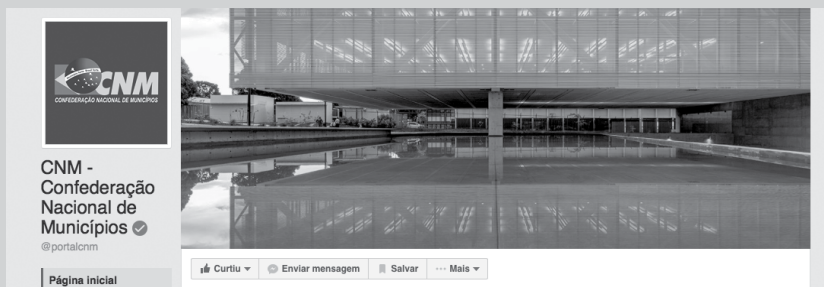 CNM
CONFEDERAÇÃO NACIONAL DE MUNICÍPIOS
CNM -
Confederação
Nacional de
Municípios
@portalcnm
Página inicial
Curtiu
Enviar mensagem
Salvar
Mais